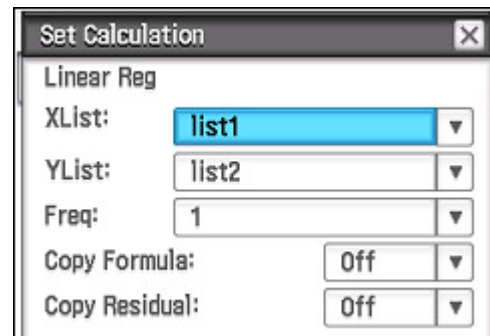 Set Calculation
Linear Reg
XList: list1
YList: list2
Freq: 1
Copy Formula: Off
Copy Residual: Off